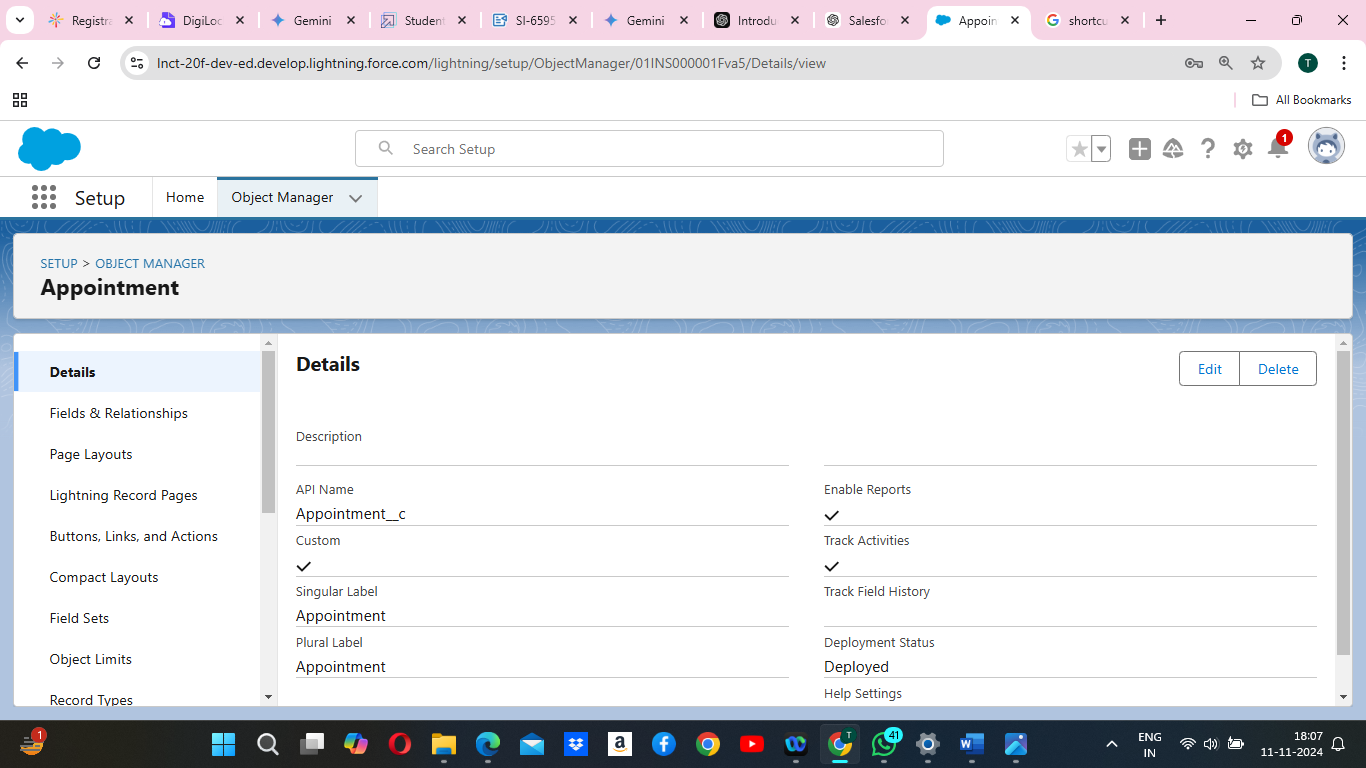 Registra
DigiLoc
Gemini
Student
SI-6595
Gemini
Introdu
Salesfo
Appoin
shortcu
lnct-20f-dev-ed.develop.lightning.force.com/lightning/setup/ObjectManager/01INS000001Fva5/Details/view
T
All Bookmarks
Search Setup
1
Setup
Home
Object Manager
SETUP > OBJECT MANAGER
Appointment
Details
Fields & Relationships
Page Layouts
Lightning Record Pages
Buttons, Links, and Actions
Compact Layouts
Field Sets
Object Limits
Record Types
Details
Edit
Delete
Description
API Name
Appointment__c
Custom
Singular Label
Appointment
Plural Label
Appointment
Enable Reports
Track Activities
Track Field History
Deployment Status
Deployed
Help Settings
1
T
41
ENG
IN
18:07
11-11-2024